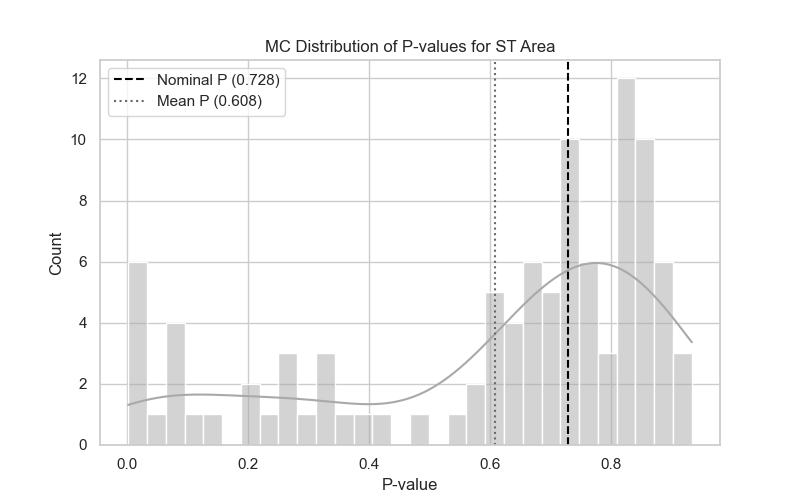 MC Distribution of P-values for ST Area
Nominal P (0.728)
Mean P (0.608)
12
10
8
6
4
2
0
Count
0.0 0.2 0.4 0.6 0.8
P-value